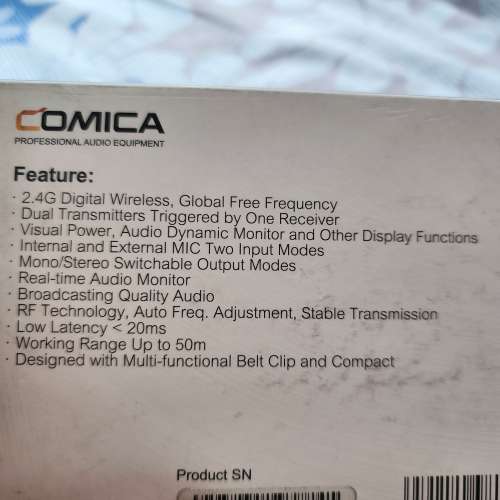 COMICA
PROFESSIONAL AUDIO EQUIPMENT
Feature:
· 2.4G Digital Wireless, Global Free Frequency
· Dual Transmitters Triggered by One Receiver
· Visual Power, Audio Dynamic Monitor and Other Display Functions
· Internal and External MIC Two Input Modes
· Mono/Stereo Switchable Output Modes
· Real-time Audio Monitor
· Broadcasting Quality Audio
· RF Technology, Auto Freq. Adjustment, Stable Transmission
· Low Latency < 20ms
· Working Range Up to 50m
· Designed with Multi-functional Belt Clip and Compact
Product SN